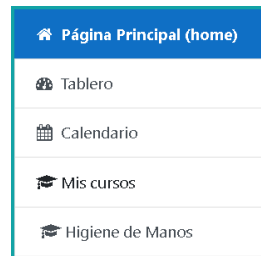 Página Principal (home)
Tablero
Calendario
Mis cursos
Higiene de Manos